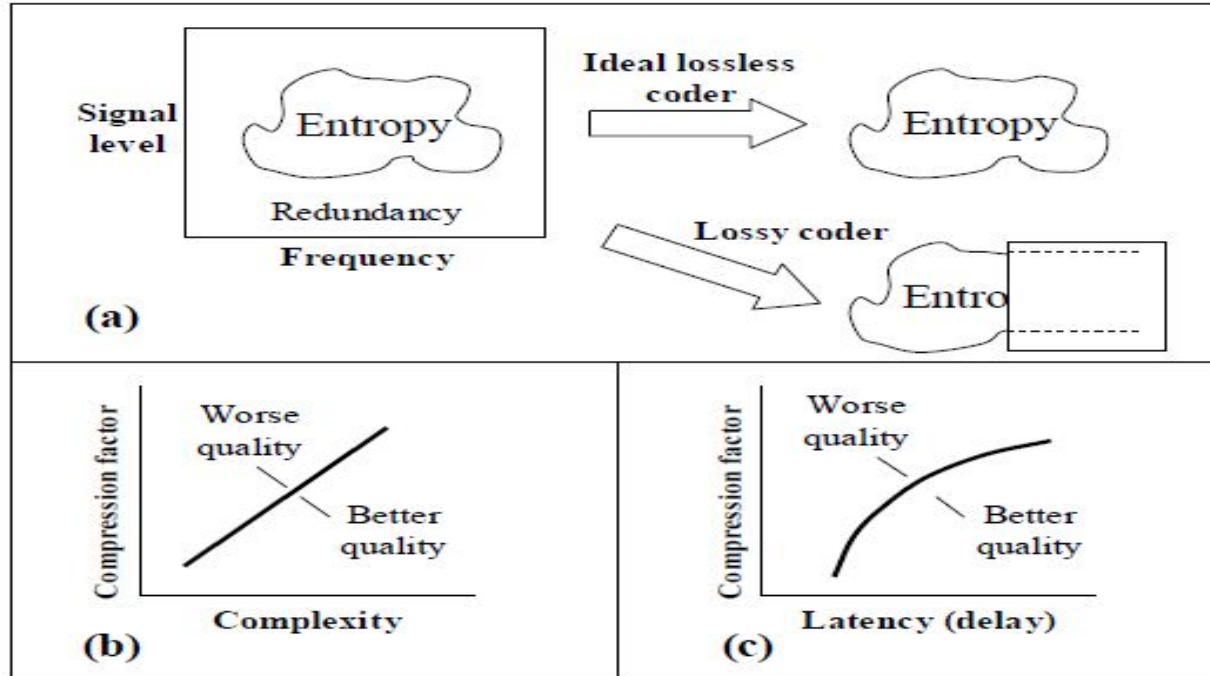 Signal
level
Entropy
Redundancy
Frequency
Ideal lossless
coder
Entropy
Lossy coder
Entro
(a)
Compression factor
Worse
quality
Better
quality
Complexity
(b)
Compression factor
Worse
quality
Better
quality
Latency (delay)
(c)